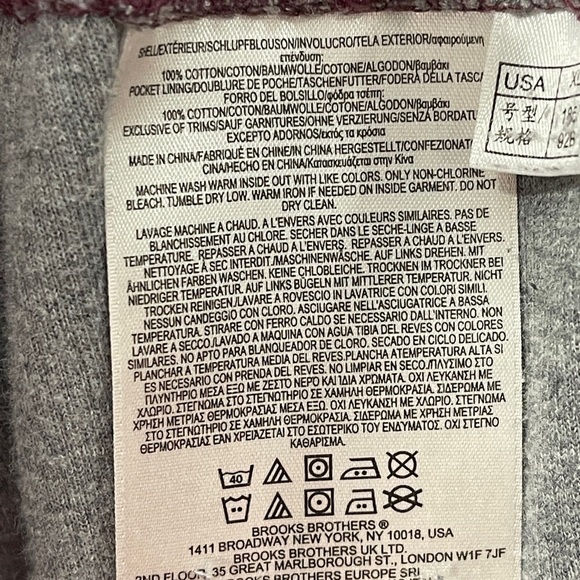 SHELL/EXTÉRIEUR/SCHLUPFBLOUSON/INVOLUCRO/TELA EXTERIOR/αφαιρούμενη
επένδυση:
100% COTTON/COTON/BAUMWOLLE/COTONE/ALGODON/βαμβάκι
POCKET LINING/DOUBLURE DE POCHE/TASCHENFUTTER/FODERA DELLA TASCA
FORRO DEL BOLSILLO/φόδρα τσέπη:
100% COTTON/COTON/BAUMWOLLE/COTONE/ALGODON/βαμβάκι
EXCLUSIVE OF TRIMS/SAUF GARNITURES/OHNE VERZIERUNG/SENZA BORDATU
EXCEPTO ADORNOS/εκτός τα κρόσια
MADE IN CHINA/FABRIQUÉ EN CHINE/IN CHINA HERGESTELLT/CONFEZIONAT
CINA/HECHO EN CHINA/Κατασκευάζεται στην Κίνα
MACHINE WASH WARM INSIDE OUT WITH LIKE COLORS. ONLY NON-CHLORINE
BLEACH. TUMBLE DRY LOW. WARM IRON IF NEEDED ON INSIDE GARMENT. DO NOT
DRY CLEAN.
LAVAGE MACHINE A CHAUD. A L'ENVERS AVEC COULEURS SIMILAIRES. PAS DE
BLANCHISSEMENT AU CHLORE. SECHER DANS LE SECHE-LINGE A BASSE
TEMPERATURE. REPASSER A CHAUD A L'ENVERS. REPASSER A CHAUD A L'ENVERS.
NETTOYAGE A SEC INTERDIT./MASCHINENWÄSCHE. AUF LINKS DREHEN. MIT
ÄHNLICHEN FARBEN WASCHEN. KEINE CHLOBLEICHE. TROCKNEN IM TROCKNER BEI
NIEDRIGER TEMPERATUR. AUF LINKS BÜGELN MIT MITTLERER TEMPERATUR. NICHT
TROCKEN REINIGEN/LAVARE A ROVESCIO IN LAVATRICE CON COLORI SIMILI.
NESSUN CANDEGGIO CON CLORO. ASCIUGARE NELL'ASCIUGATRICE A BASSA
TEMPERATURA. STIRARE CON FERRO CALDO SE NECESSARIO DALL'INTERNO. NON
LAVARE A SECCO/LAVADO A MAQUINA CON AGUA TIBIA DEL REVES CON COLORES
SIMILARES. NO APTO PARA BLANQUEADOR DE CLORO. SECADO EN CICLO DELICADO.
PLANCHAR A TEMPERATURA MEDIA DEL REVES.PLANCHA ATEMPERATURA ALTA SI
ES NECESARIO CON PRENDA DEL REVES. NO LIMPIAR EN SECO./ΠΛΥΣΙΜΟ ΣΤΟ
ΠΛΥΝΤΗΡΙΟ ΜΕΣΑ ΕΞΩ ΜΕ ΖΕΣΤΟ ΝΕΡΟ ΚΑΙ ΙΔΙΑ ΧΡΩΜΑΤΑ. ΟΧΙ ΛΕΥΚΑΝΣΗ ΜΕ
ΧΛΩΡΙΟ. ΣΤΕΓΝΩΜΑ ΣΤΟ ΣΤΕΓΝΩΤΗΡΙΟ ΣΕ ΧΑΜΗΛΗ ΘΕΡΜΟΚΡΑΣΙΑ. ΣΙΔΕΡΩΜΑ ΣΕ
ΧΡΗΣΗ ΜΕΤΡΙΑΣ ΘΕΡΜΟΚΡΑΣΙΑΣ ΜΕΣΑ ΕΞΩ. ΟΧΙ ΛΕΥΚΑΝΣΗ ΜΕ ΧΛΩΡΙΟ. ΣΤΕΓΝΩΜΑ
ΣΤΟ ΣΤΕΓΝΩΤΗΡΙΟ ΣΕ ΧΑΜΗΛΗ ΘΕΡΜΟΚΡΑΣΙΑ. ΣΙΔΕΡΩΜΑ ΣΕ ΧΡΗΣΗ ΜΕΤΡΙΑΣ
ΘΕΡΜΟΚΡΑΣΙΑΣ ΕΑΝ ΧΡΕΙΑΖΕΤΑΙ ΣΤΟ ΕΣΩΤΕΡΙΚΟ ΤΟΥ ΕΝΔΥΜΑΤΟΣ. ΟΧΙ ΣΤΕΓΝΟ
ΚΑΘΑΡΙΣΜΑ.
40
BROOKS BROTHERS ®
1411 BROADWAY NEW YORK, NY 10018, USA
BROOKS BROTHERS UK LTD.
2ND FLOOR, 35 GREAT MARLBOROUGH ST., LONDON W1F 7JF
BROOKS BROTHERS EUROPE SRL
USA
号型/
规格